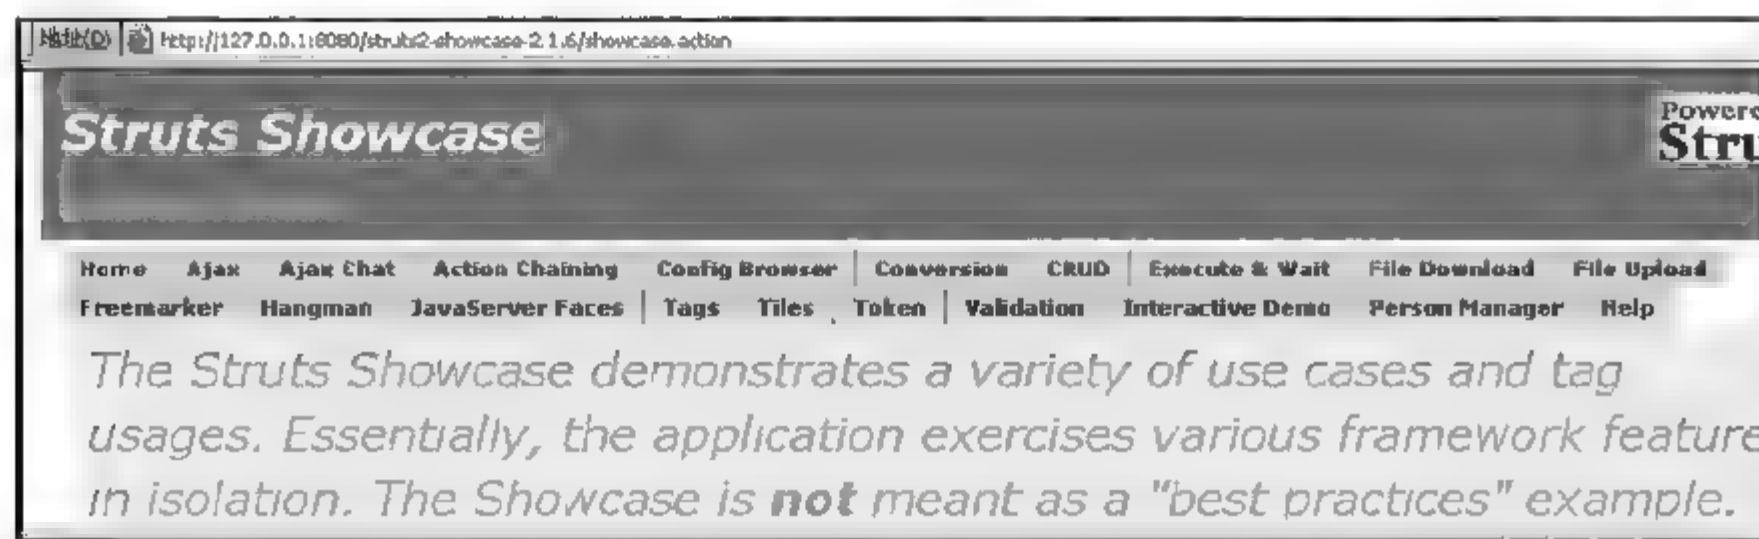 http://127.0.0.1:8080/struts2-showcase-2.1.6/showcase.action
Struts Showcase
Powere
Stru
Home Ajax Ajax Chat Action Chaining Config Browser Conversion CRUD Execute & Wait File Download File Upload
Freemarker Hangman JavaServer Faces Tags Tiles Token Validation Interactive Demo Person Manager Help
The Struts Showcase demonstrates a variety of use cases and tag
usages. Essentially, the application exercises various framework feature
in isolation. The Showcase is not meant as a "best practices" example.